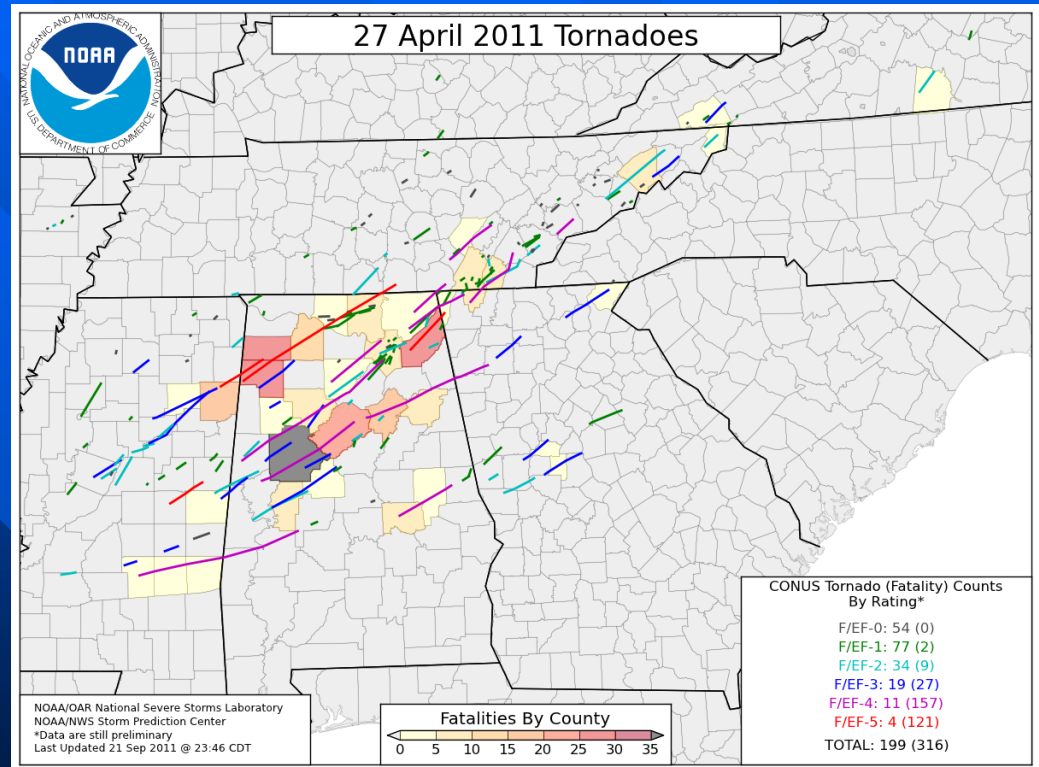 27 April 2011 Tornadoes
NATIONAL OCEANIC AND ATMOSPHERIC ADMINISTRATION
NOAA
U.S. DEPARTMENT OF COMMERCE
CONUS Tornado (Fatality) Counts
By Rating*
F/EF-0: 54 (0)
F/EF-1: 77 (2)
F/EF-2: 34 (9)
F/EF-3: 19 (27)
F/EF-4: 11 (157)
F/EF-5: 4 (121)
TOTAL: 199 (316)
NOAA/OAR National Severe Storms Laboratory
NOAA/NWS Storm Prediction Center
*Data are still preliminary
Last Updated 21 Sep 2011 @ 23:46 CDT
Fatalities By County
0 5 10 15 20 25 30 35